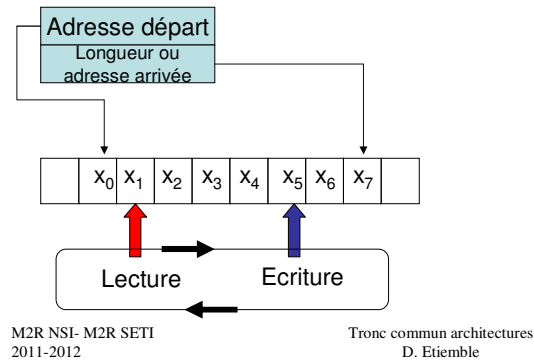 Adresse départ
Longueur ou
adresse arrivée
x0 x1 x2 x3 x4 x5 x6 x7
Lecture Ecriture
M2R NSI- M2R SETI
2011-2012
Tronc commun architectures
D. Etiemble